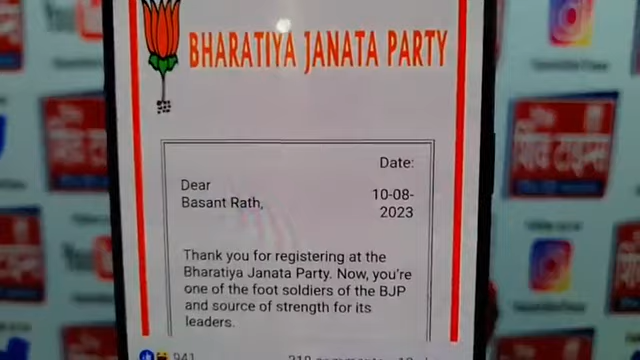 BHARATIYA JANATA PARTY
Date:
Dear
Basant Rath,
10-08-
2023
Thank you for registering at the
Bharatiya Janata Party. Now, you're
one of the foot soldiers of the BJP
and source of strength for its
leaders.
941